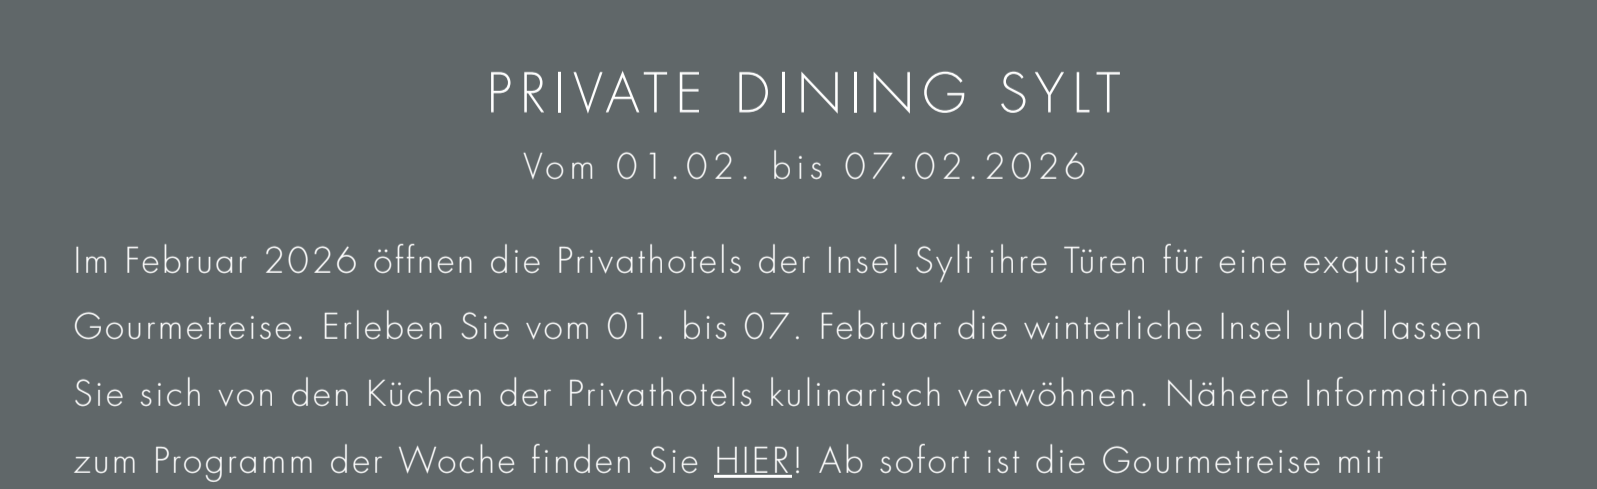 PRIVATE DINING SYLT
Vom 01.02. bis 07.02.2026
Im Februar 2026 öffnen die Privathotels der Insel Sylt ihre Türen für eine exquisite
Gourmetreise. Erleben Sie vom 01. bis 07. Februar die winterliche Insel und lassen
Sie sich von den Küchen der Privathotels kulinarisch verwöhnen. Nähere Informationen
zum Programm der Woche finden Sie HIER! Ab sofort ist die Gourmetreise mit